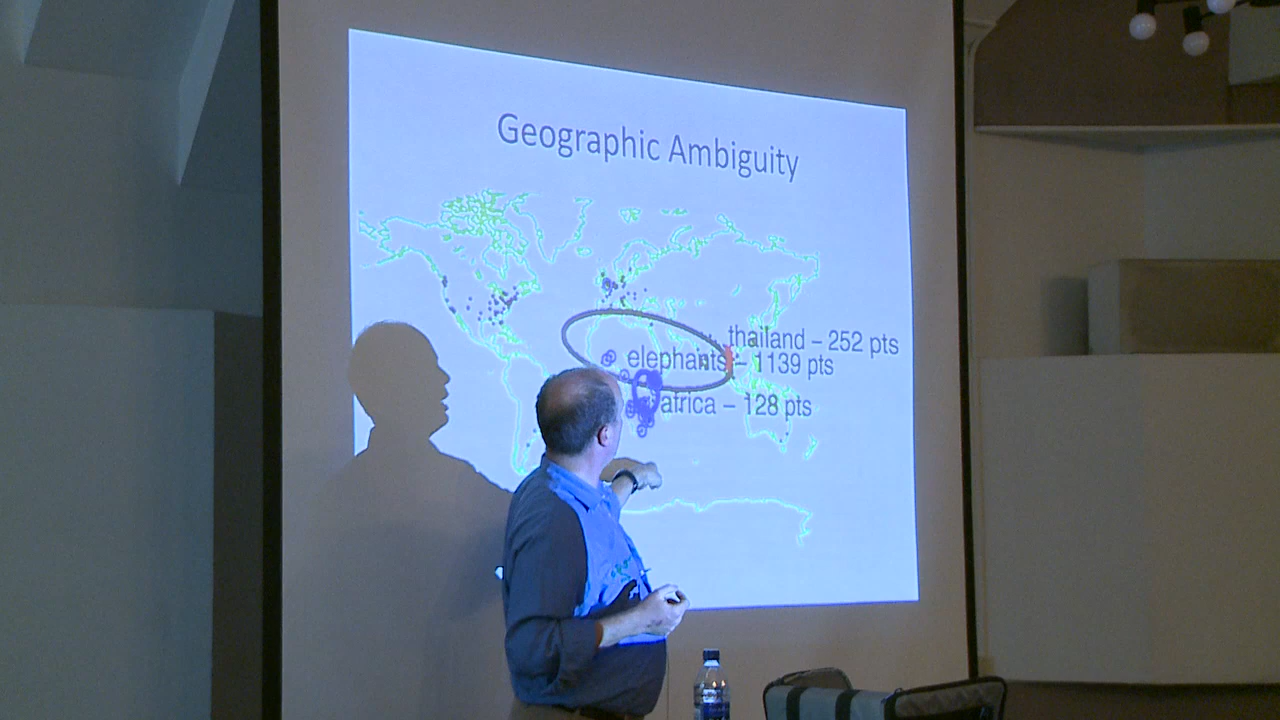 Geographic Ambiguity
thailand – 252 pts
elephants – 1139 pts
africa – 128 pts